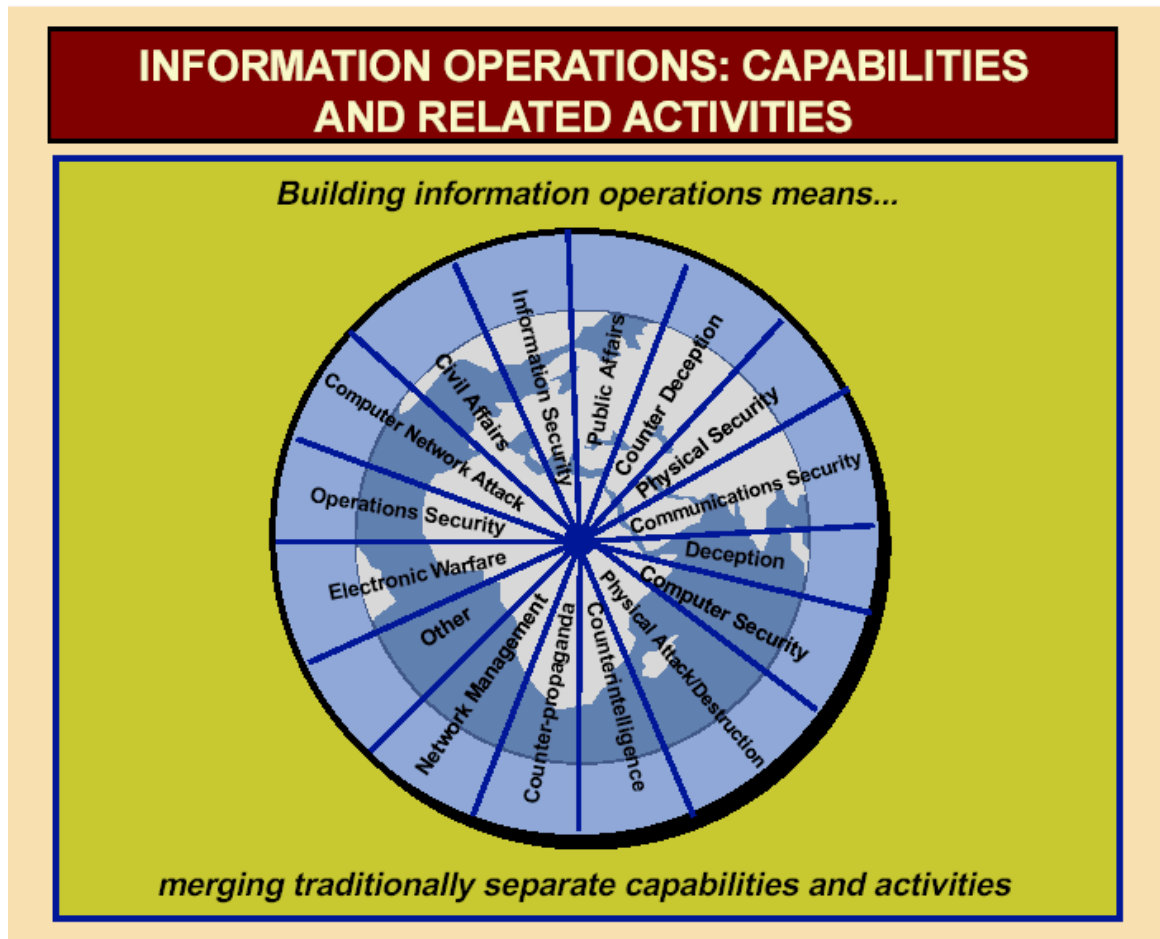 INFORMATION OPERATIONS: CAPABILITIES
AND RELATED ACTIVITIES
Building information operations means...
Public Affairs
Counter Deception
Physical Security
Communications Security
Deception
Computer Security
Physical Attack/Destruction
Counterintelligence
Counter-propaganda
Network Management
Other
Electronic Warfare
Operations Security
Computer Network Attack
Civil Affairs
Information Security
merging traditionally separate capabilities and activities